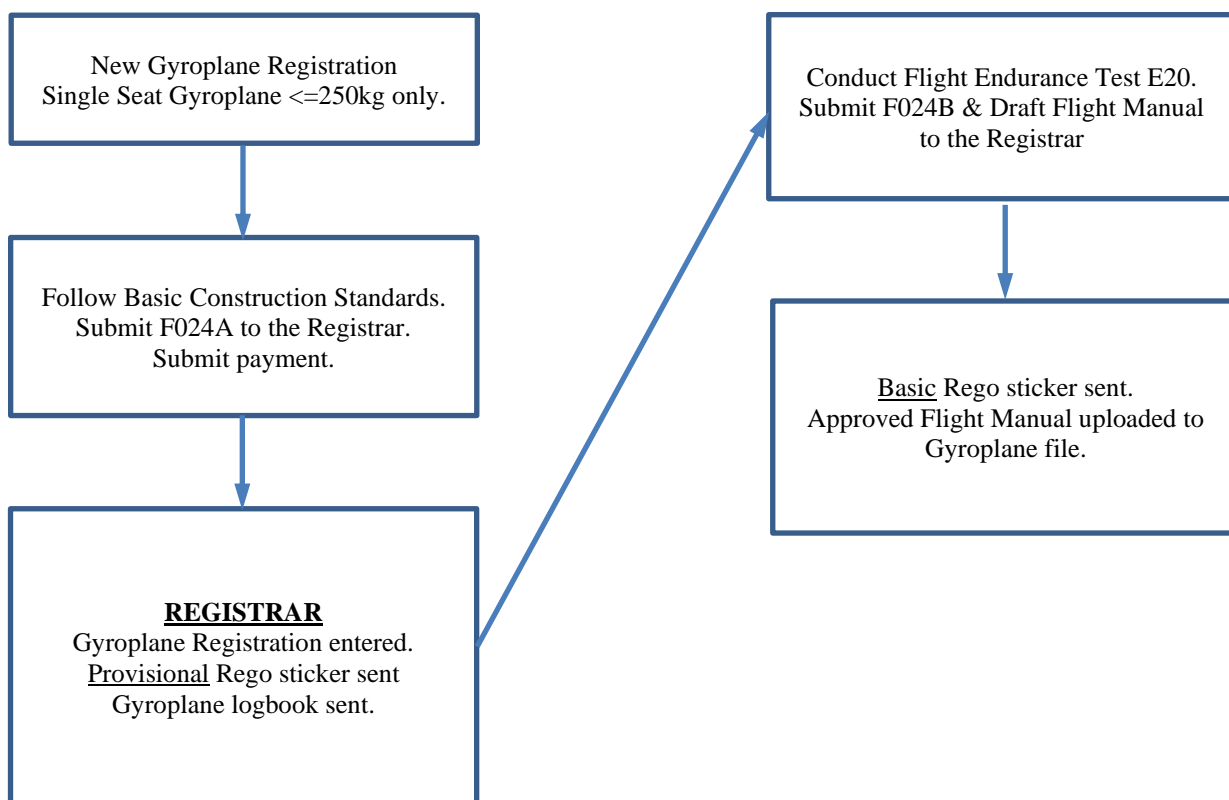 New Gyroplane Registration
Single Seat Gyroplane <=250kg only.
Follow Basic Construction Standards.
Submit F024A to the Registrar.
Submit payment.
REGISTRAR
Gyroplane Registration entered.
Provisional Rego sticker sent
Gyroplane logbook sent.
Conduct Flight Endurance Test E20.
Submit F024B & Draft Flight Manual
to the Registrar
Basic Rego sticker sent.
Approved Flight Manual uploaded to
Gyroplane file.